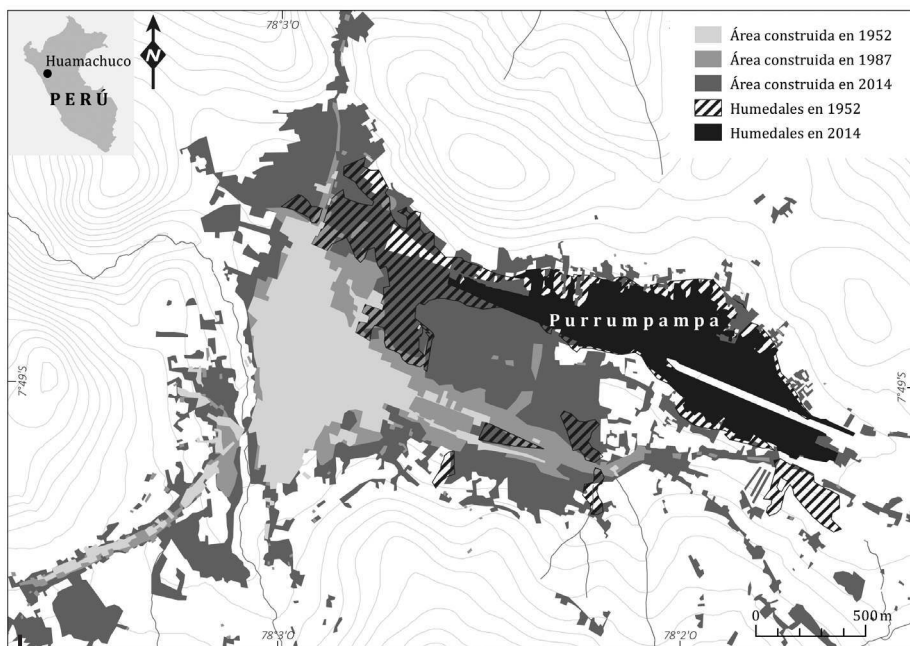 78°3'O
Huamachuco
PERÚ
N
Área construida en 1952
Área construida en 1987
Área construida en 2014
Humedales en 1952
Humedales en 2014
Purrumpampa
7°49'S
7°49'S
78°3'O
78°2'O
0
500 m